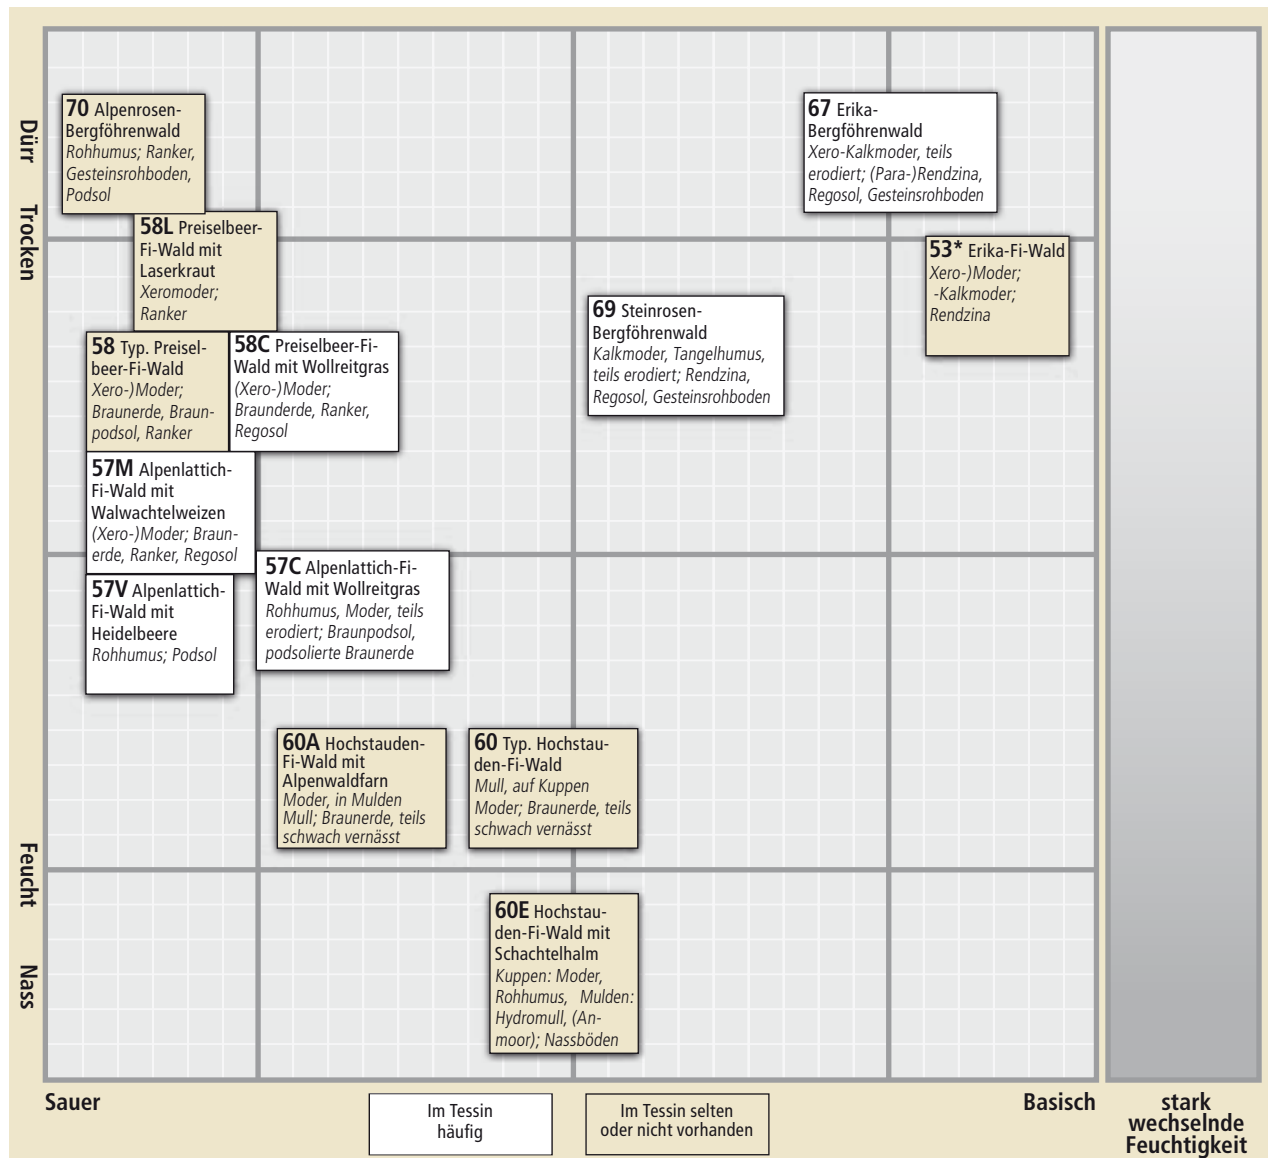 Dürr
Trocken
Feucht
Nass
70 Alpenrosen-
Bergföhrenwald
Rohhumus; Ranker,
Gesteinsrohboden,
Podsol
67 Erika-
Bergföhrenwald
Xero-Kalkmoder, teils
erodiert; (Para-)Rendzina,
Regosol, Gesteinsrohboden
58L Preiselbeer-
Fi-Wald mit
Laserkraut
Xeromoder;
Ranker
53* Erika-Fi-Wald
Xero-)Moder;
-Kalkmoder;
Rendzina
69 Steinrosen-
Bergföhrenwald
Kalkmoder, Tangelhumus,
teils erodiert; Rendzina,
Regosol, Gesteinsrohboden
58 Typ. Preisel-
beer-Fi-Wald
Xero-)Moder;
Braunerde, Braun-
podsol, Ranker
58C Preiselbeer-Fi-
Wald mit Wollreitgras
(Xero-)Moder;
Braunderde, Ranker,
Regosol
57M Alpenlattich-
Fi-Wald mit
Walwachtelweizen
(Xero-)Moder; Braun-
erde, Ranker, Regosol
57C Alpenlattich-Fi-
Wald mit Wollreitgras
Rohhumus, Moder, teils
erodiert; Braunpodsol,
podsolierte Braunerde
57V Alpenlattich-
Fi-Wald mit
Heidelbeere
Rohhumus; Podsol
60A Hochstauden-
Fi-Wald mit
Alpenwaldfarn
Moder, in Mulden
Mull; Braunerde, teils
schwach vernässt
60 Typ. Hochstau-
den-Fi-Wald
Mull, auf Kuppen
Moder; Braunerde, teils
schwach vernässt
60E Hochstau-
den-Fi-Wald mit
Schachtelhalm
Kuppen: Moder,
Rohhumus, Mulden:
Hydromull, (An-
moor); Nassböden
Sauer
Basisch
stark
wechselnde
Feuchtigkeit
Im Tessin
häufig
Im Tessin selten
oder nicht vorhanden